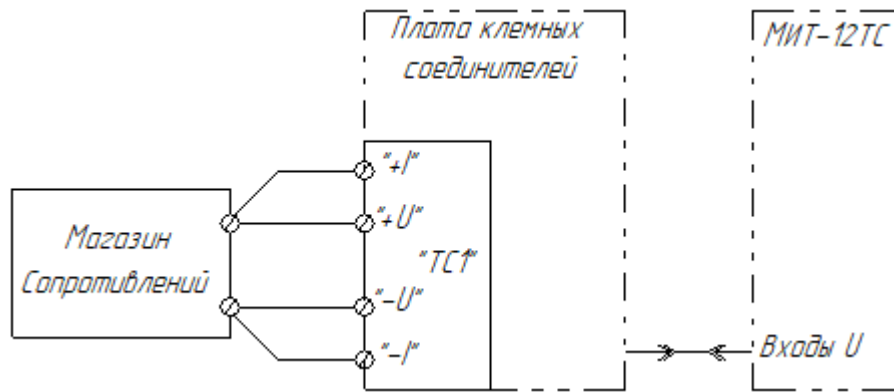 Плата клемных
соединителей
МИТ-12ТС
"+I"
"+U"
Магазин
Сопротивлений
"ТС1"
"-U"
"-I"
Входы U